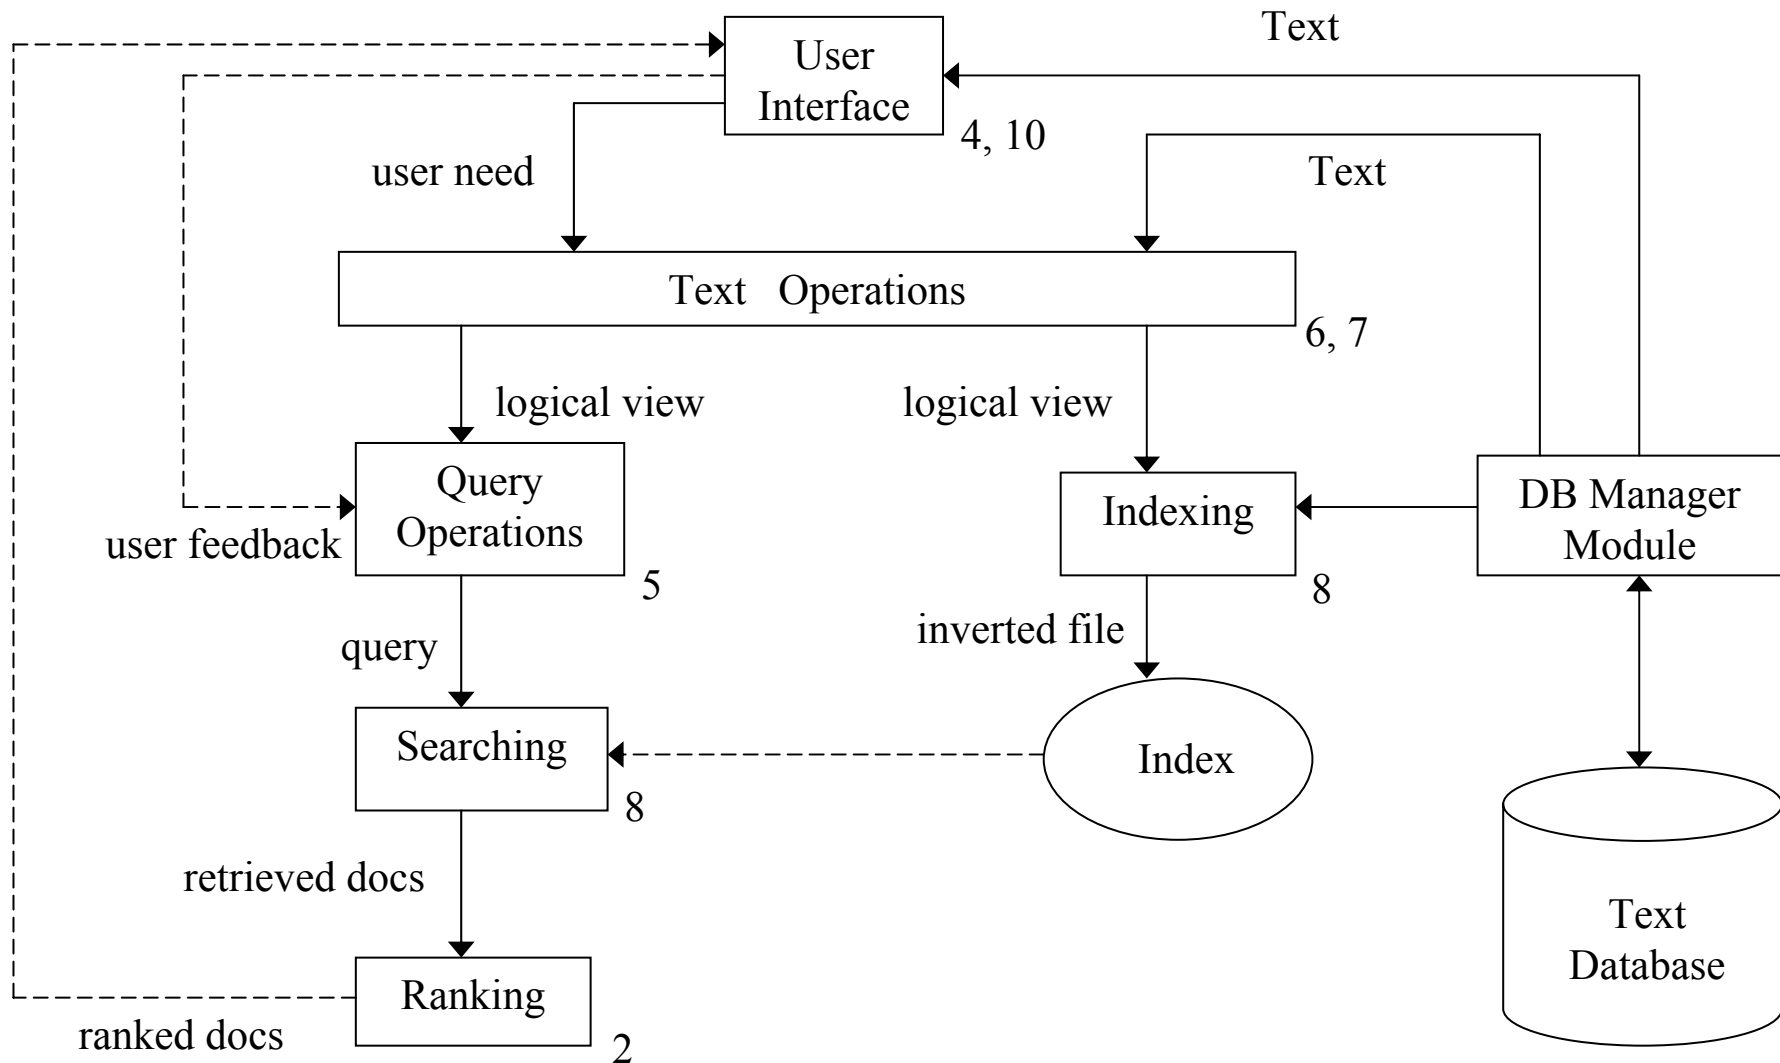 Text
User
Interface
4, 10
user need
Text
Text Operations
6, 7
logical view
logical view
Query
Operations
5
user feedback
Indexing
8
DB Manager
Module
query
inverted file
Searching
8
Index
retrieved docs
Text
Database
Ranking
2
ranked docs